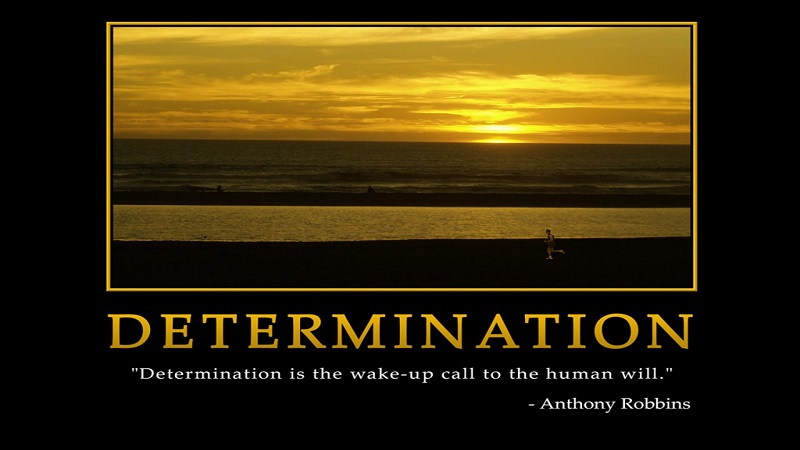 DETERMINATION
"Determination is the wake-up call to the human will."
- Anthony Robbins